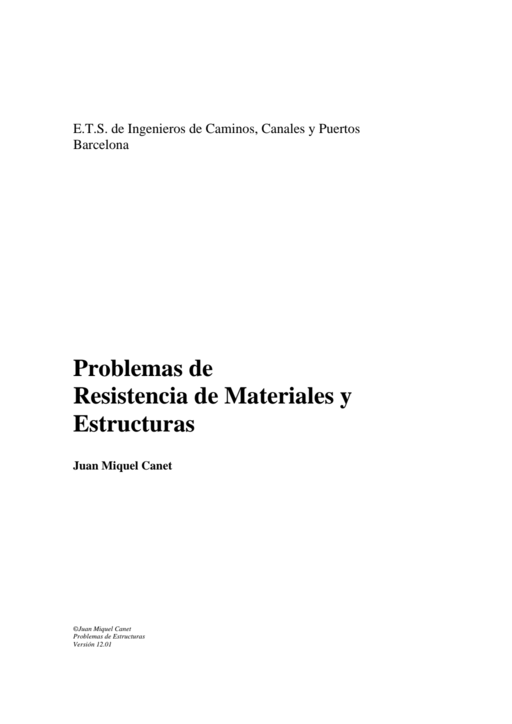 E.T.S. de Ingenieros de Caminos, Canales y Puertos
Barcelona
Problemas de
Resistencia de Materiales y
Estructuras
Juan Miquel Canet
©Juan Miquel Canet
Problemas de Estructuras
Versión 12.01